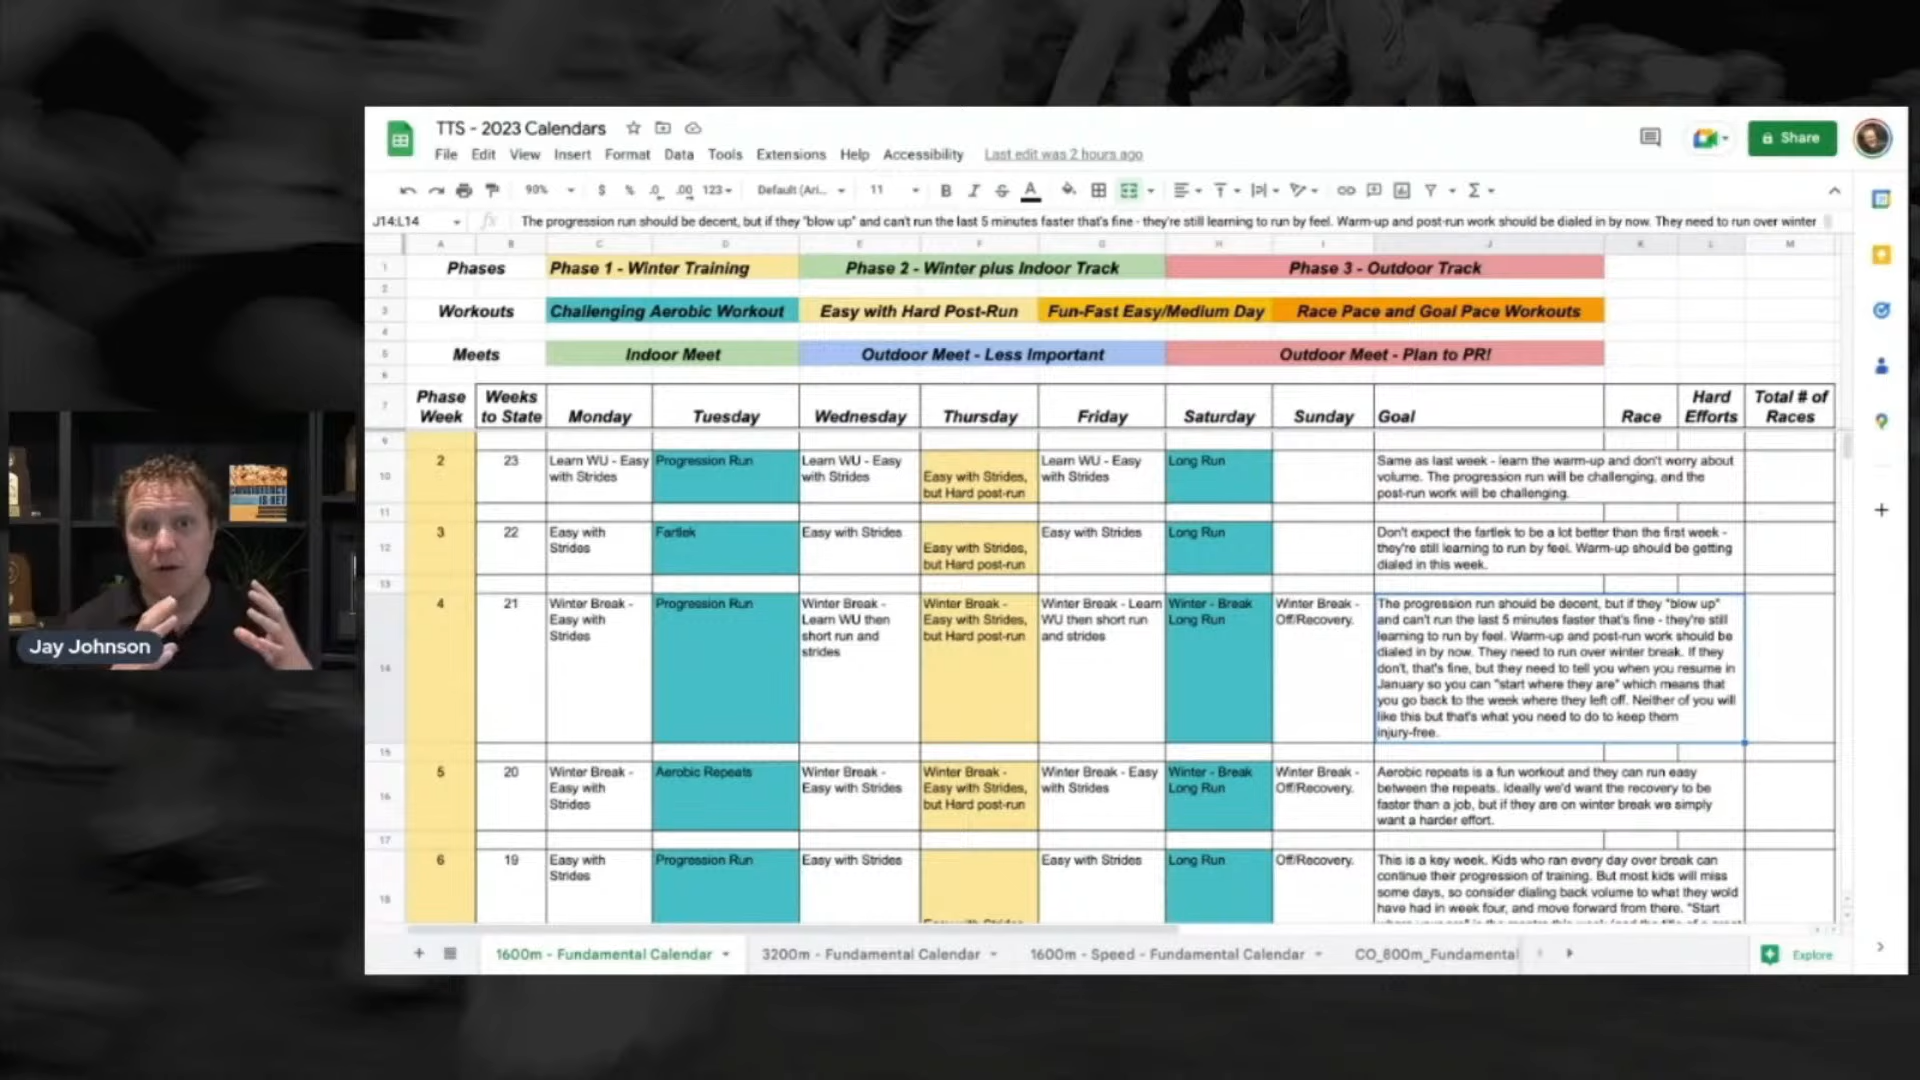 TTS - 2023 Calendars
File Edit View Insert Format Data Tools Extensions Help Accessibility Last edit was 2 hours ago
Share
90% $ % .0 .00 123 Default (Ari... 11 B I S A
J14:L14 fx The progression run should be decent, but if they "blow up" and can't run the last 5 minutes faster that's fine - they're still learning to run by feel. Warm-up and post-run work should be dialed in by now. They need to run over winter
A B C D E F G H I J K L M
1 Phases Phase 1 - Winter Training Phase 2 - Winter plus Indoor Track Phase 3 - Outdoor Track
2
3 Workouts Challenging Aerobic Workout Easy with Hard Post-Run Fun-Fast Easy/Medium Day Race Pace and Goal Pace Workouts
4
5 Meets Indoor Meet Outdoor Meet - Less Important Outdoor Meet - Plan to PR!
6
7
Phase Week
Weeks to State
Monday
Tuesday
Wednesday
Thursday
Friday
Saturday
Sunday
Goal
Race
Hard Efforts
Total # of Races
9
10
2
23
Learn WU - Easy
with Strides
Progression Run
Learn WU - Easy
with Strides
Easy with Strides,
but Hard post-run
Learn WU - Easy
with Strides
Long Run
Same as last week - learn the warm-up and don't worry about
volume. The progression run will be challenging, and the
post-run work will be challenging.
11
12
3
22
Easy with
Strides
Fartlek
Easy with Strides
Easy with Strides,
but Hard post-run
Easy with Strides
Long Run
Don't expect the fartlek to be a lot better than the first week -
they're still learning to run by feel. Warm-up should be getting
dialed in this week.
13
14
4
21
Winter Break -
Easy with
Strides
Progression Run
Winter Break -
Learn WU then
short run and
strides
Winter Break -
Easy with Strides,
but Hard post-run
Winter Break - Learn
WU then short run
and strides
Winter - Break
Long Run
Winter Break -
Off/Recovery.
The progression run should be decent, but if they "blow up"
and can't run the last 5 minutes faster that's fine - they're still
learning to run by feel. Warm-up and post-run work should be
dialed in by now. They need to run over winter break. If they
don't, that's fine, but they need to tell you when you resume in
January so you can "start where they are" which means that
you go back to the week where they left off. Neither of you will
like this but that's what you need to do to keep them
injury-free.
15
16
5
20
Winter Break -
Easy with
Strides
Aerobic Repeats
Winter Break -
Easy with Strides
Winter Break -
Easy with Strides,
but Hard post-run
Winter Break - Easy
with Strides
Winter - Break
Long Run
Winter Break -
Off/Recovery.
Aerobic repeats is a fun workout and they can run easy
between the repeats. Ideally we'd want the recovery to be
faster than a job, but if they are on winter break we simply
want a harder effort.
17
18
6
19
Easy with
Strides
Progression Run
Easy with Strides
Easy with Strides
Long Run
Off/Recovery.
This is a key week. Kids who ran every day over break can
continue their progression of training. But most kids will miss
some days, so consider dialing back volume to what they wold
have had in week four, and move forward from there. "Start
1600m - Fundamental Calendar
3200m - Fundamental Calendar
1600m - Speed - Fundamental Calendar
CO_800m_Fundamental
Explore
CONSISTENCY
IS KEY
Jay Johnson